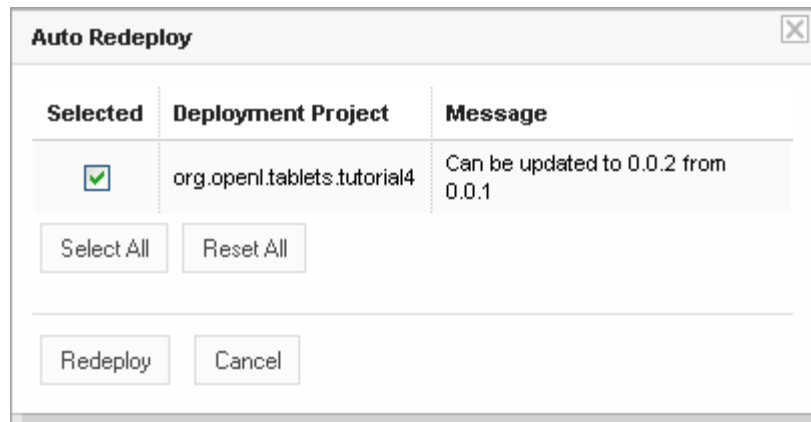 Auto Redeploy
Selected Deployment Project Message
org.openl.tablets.tutorial4 Can be updated to 0.0.2 from
0.0.1
Select All Reset All
Redeploy Cancel